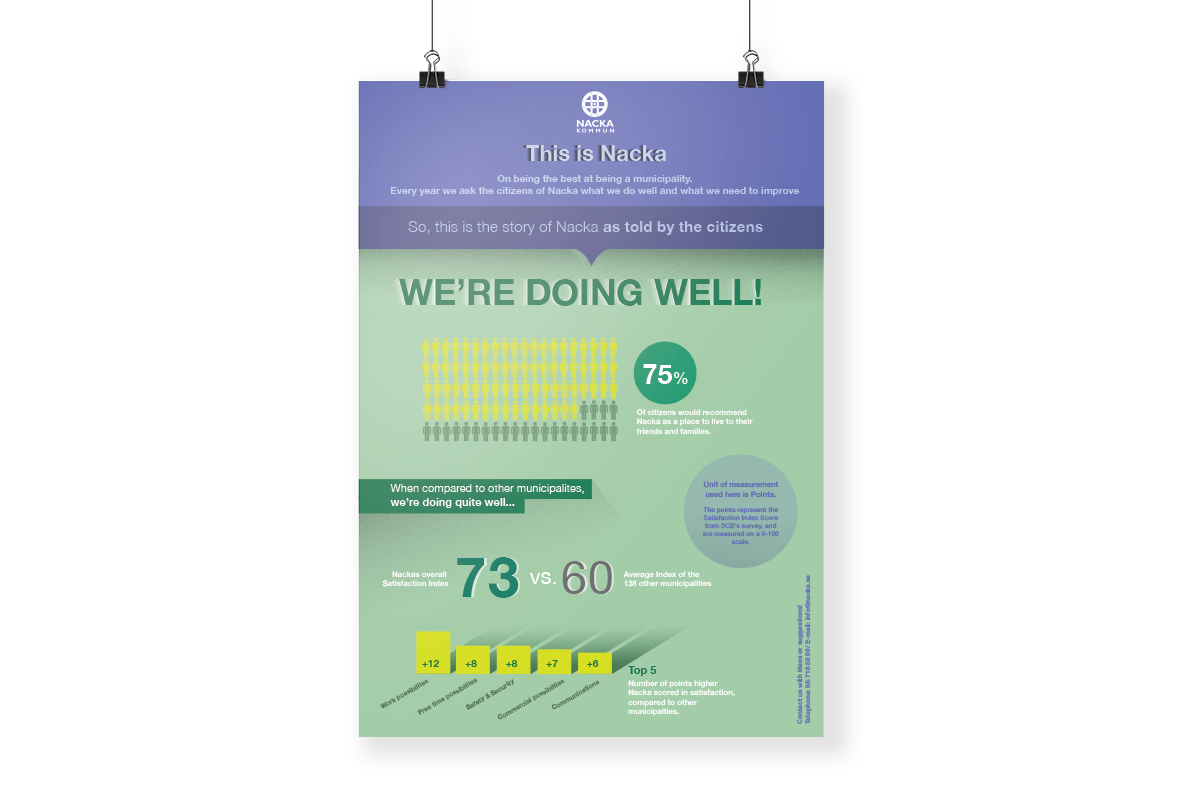 NACKA
KOMMUN
This is Nacka
On being the best at being a municipality.
Every year we ask the citizens of Nacka what we do well and what we need to improve
So, this is the story of Nacka as told by the citizens
WE'RE DOING WELL!
75%
Of citizens would recommend
Nacka as a place to live to their
friends and families.
When compared to other municipalites,
we're doing quite well...
Unit of measurement
used here is Points.
The points represent the
Satisfaction Index Score
from SCB's survey, and
are measured on a 0-100
scale.
Nackas overall
Satisfaction Index
73 vs. 60
Average Index of the
138 other municipalities
+12 +8 +8 +7 +6
Work possibilites
Free time possibilites
Safety & Security
Commercial possibilities
Communications
Top 5
Number of points higher
Nacka scored in satisfaction,
compared to other
municipalties.
Contact us with ideas or suggestions!
Telephone: 08-718 80 00/ E-mail: info@nacka.se